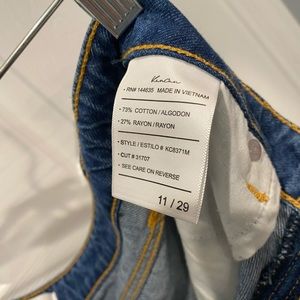 KanCan
• RN# 144635 MADE IN VIETNAM
• 73% COTTON / ALGODON
• 27% RAYON / RAYON
• STYLE / ESTILO # KC8371M
• CUT # 31707
• SEE CARE ON REVERSE
11 / 29